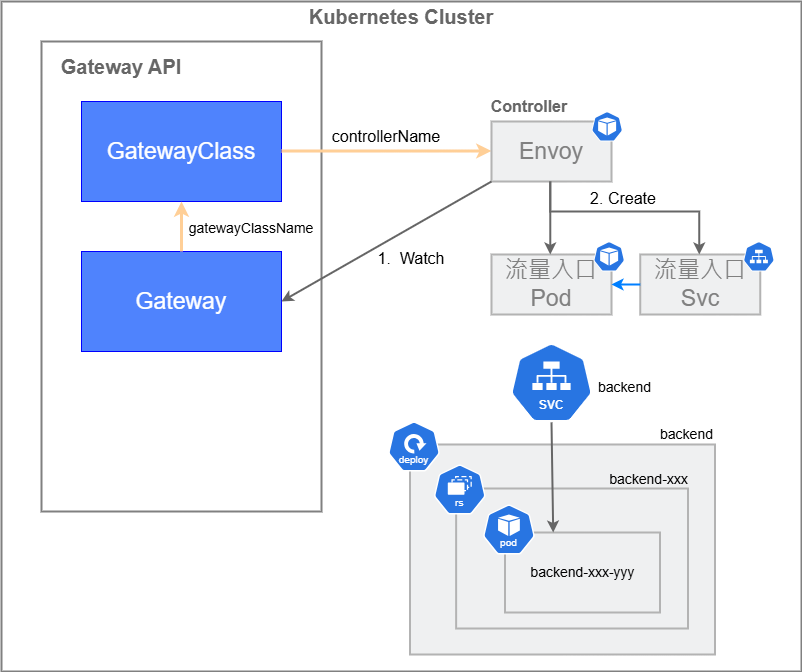 Kubernetes Cluster
Gateway API
GatewayClass
controllerName
Controller
Envoy
gatewayClassName
Gateway
1. Watch
2. Create
流量入口
Pod
流量入口
Svc
SVC
backend
backend
deploy
backend-xxx
rs
pod
backend-xxx-yyy